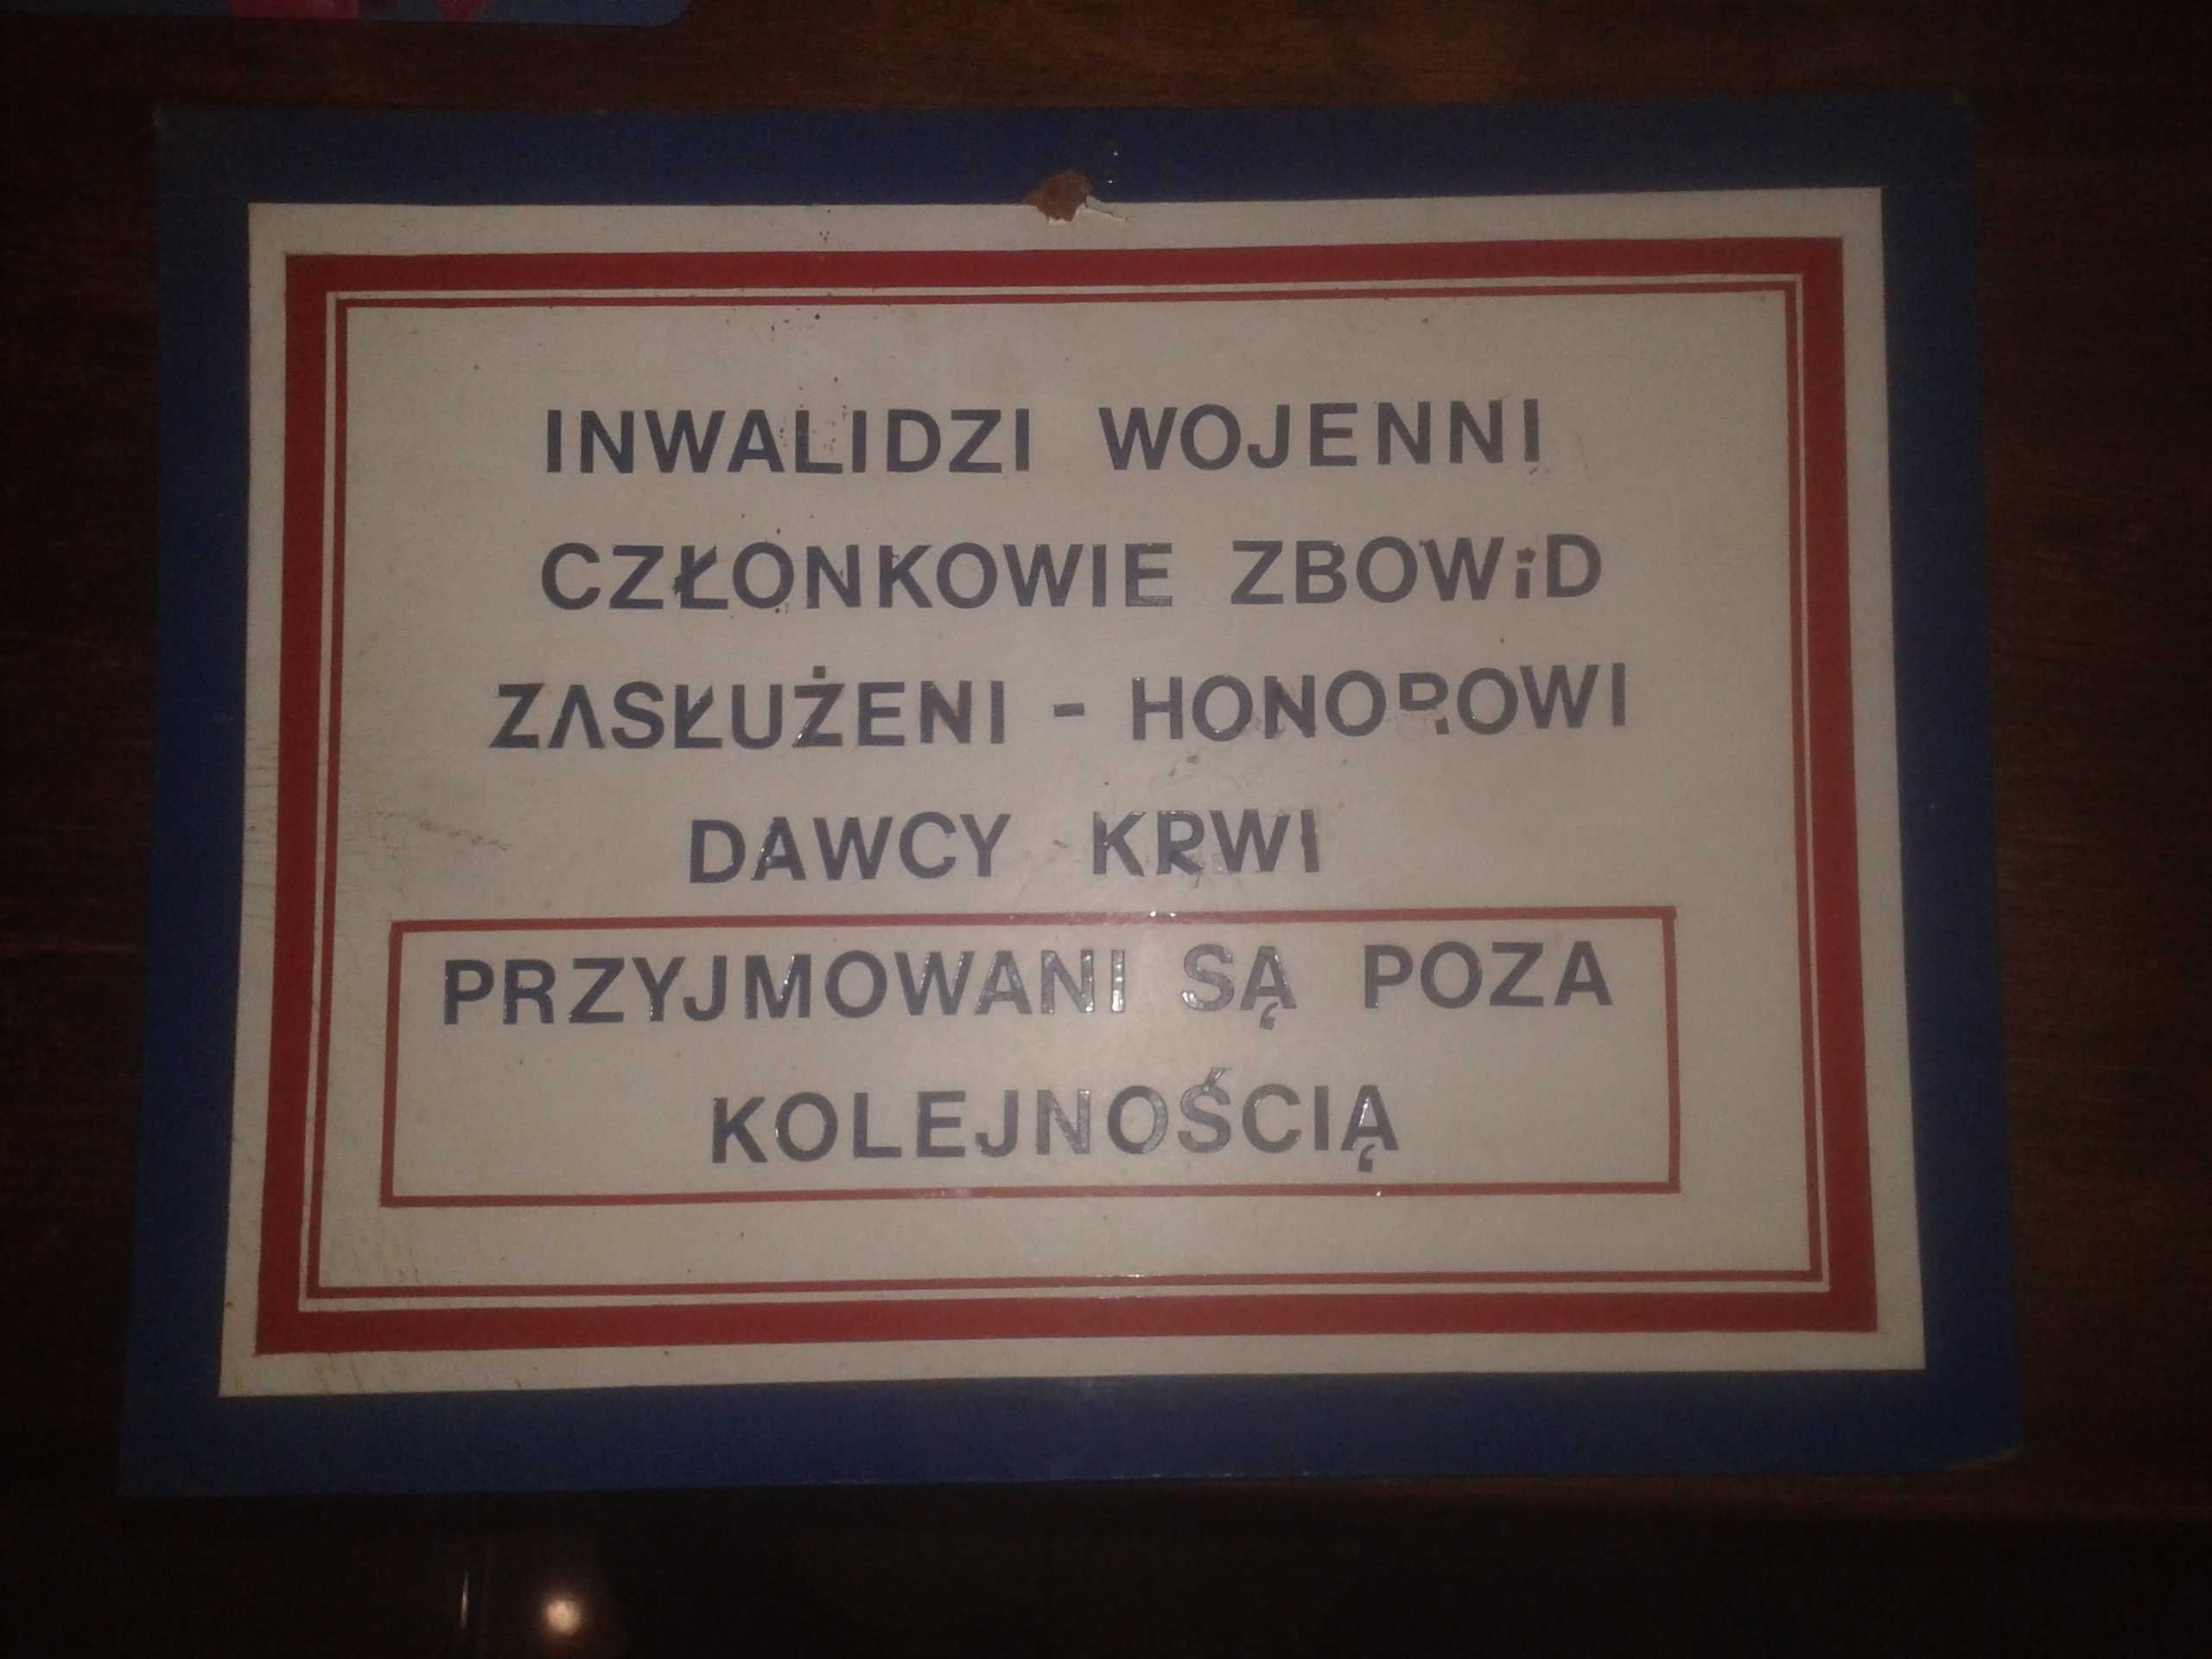 INWALIDZI WOJENNI
CZŁONKOWIE ZBOWiD
ZASŁUŻENI - HONOROWI
DAWCY KRWI
PRZYJMOWANI SĄ POZA
KOLEJNOŚCIĄ